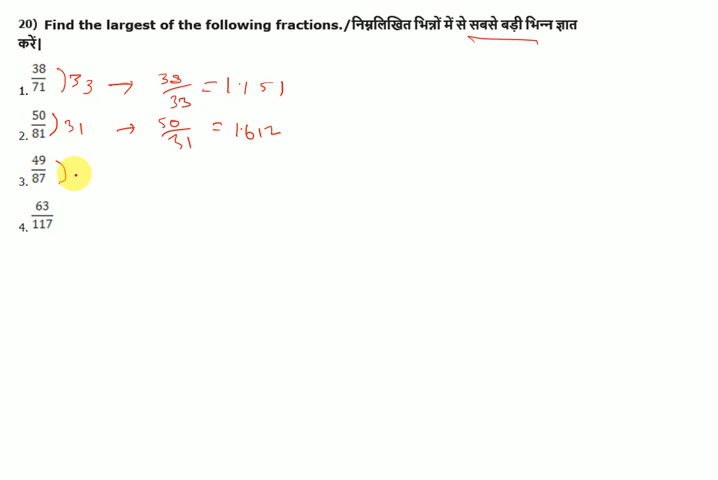 20) Find the largest of the following fractions./निम्नलिखित भिन्नों में से सबसे बड़ी भिन्न ज्ञात
करें|
1. 38/71 ) 33 → 38/33 = 1.151
2. 50/81 ) 31 → 50/31 = 1.612
3. 49/87 )
4. 63/117